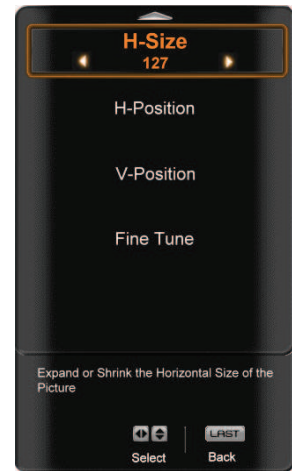 H-Size
127
H-Position
V-Position
Fine Tune
Expand or Shrink the Horizontal Size of the
Picture
LAST
Select Back